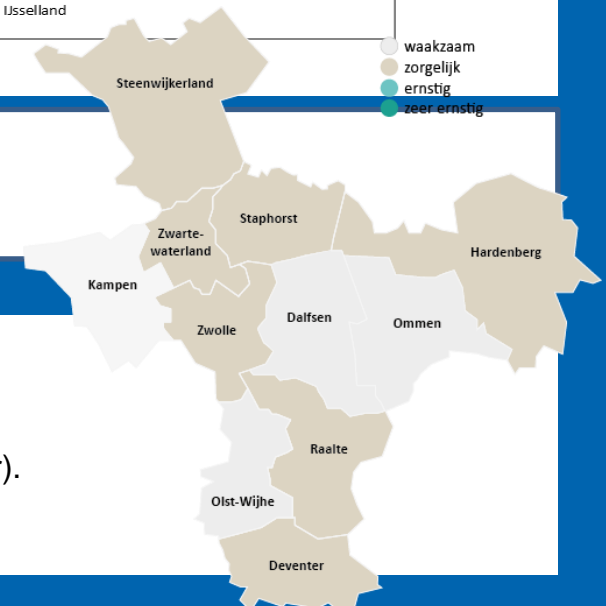 IJsselland
waakzaam
zorgelijk
ernstig
zeer ernstig
Steenwijkerland
Staphorst
Zwarte-
waterland
Hardenberg
Kampen
Dalfsen
Ommen
Zwolle
Raalte
).
Olst-Wijhe
Deventer